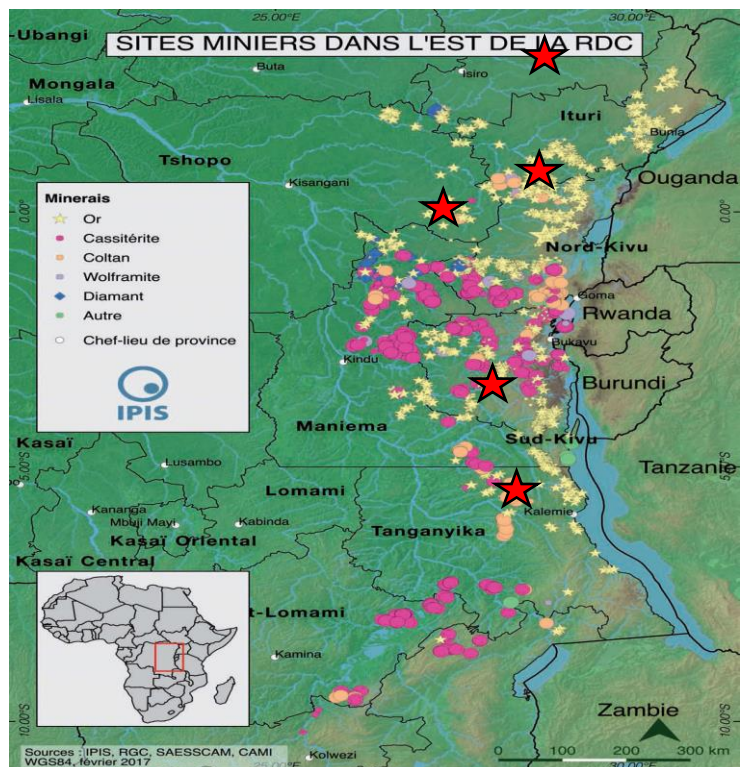 25.00°E
30.00°E
-Ubangi
SITES MINIERS DANS L'EST DE LA RDC
Buta
Isiro
Mongala
Lisala
Ituri
Bunia
Tshopo
Kisangani
Ouganda
Minerais
Or
Cassitérite
Coltan
Wolframite
Diamant
Autre
Chef-lieu de province
IPIS
0.00°
0.00°
Nord-Kivu
Goma
Rwanda
Bukavu
Kindu
Burundi
Maniema
Sud-Kivu
Kasaï
Lusambo
Tanzanie
5.00°S
Lomami
Kananga
Mbuji Mayi
Kabinda
Kalemie
Kasaï Oriental
Tanganyika
Kasaï Central
t-Lomami
Kamina
10.00°S
Zambie
Sources : IPIS, RGC, SAESSCAM, CAMI
WGS84, février 2017
Kolwezi
0 100 200 300 km